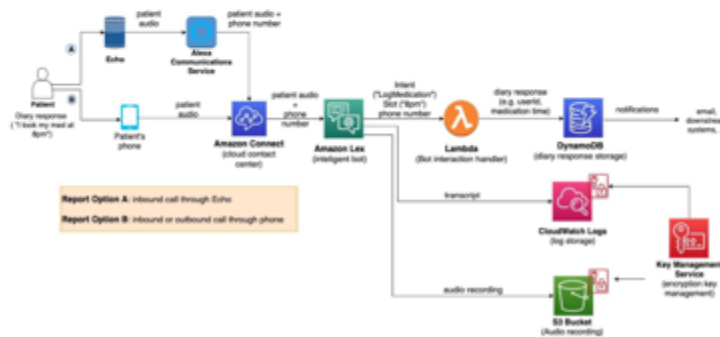 patient
audio
patient audio +
phone number
A
Echo
Alexa
Communications
Service
Patient
Diary response
("I took my med at
8pm")
B
Patient's
phone
patient
audio
Amazon Connect
(cloud contact
center)
patient audio
+
phone
number
Amazon Lex
(inteligent bot)
Intent
("LogMedication")
Slot ("8pm")
phone number
Lambda
(Bot interaction handler)
diary response
(e.g. userId,
medication time)
DynamoDB
(diary response storage)
notifications
email,
downstream
systems,
Report Option A: inbound call through Echo
Report Option B: inbound or outbound call through phone
transcript
CloudWatch Logs
(log storage)
Key Management
Service
(encryption key
management)
audio recording
S3 Bucket
(Audio recording)